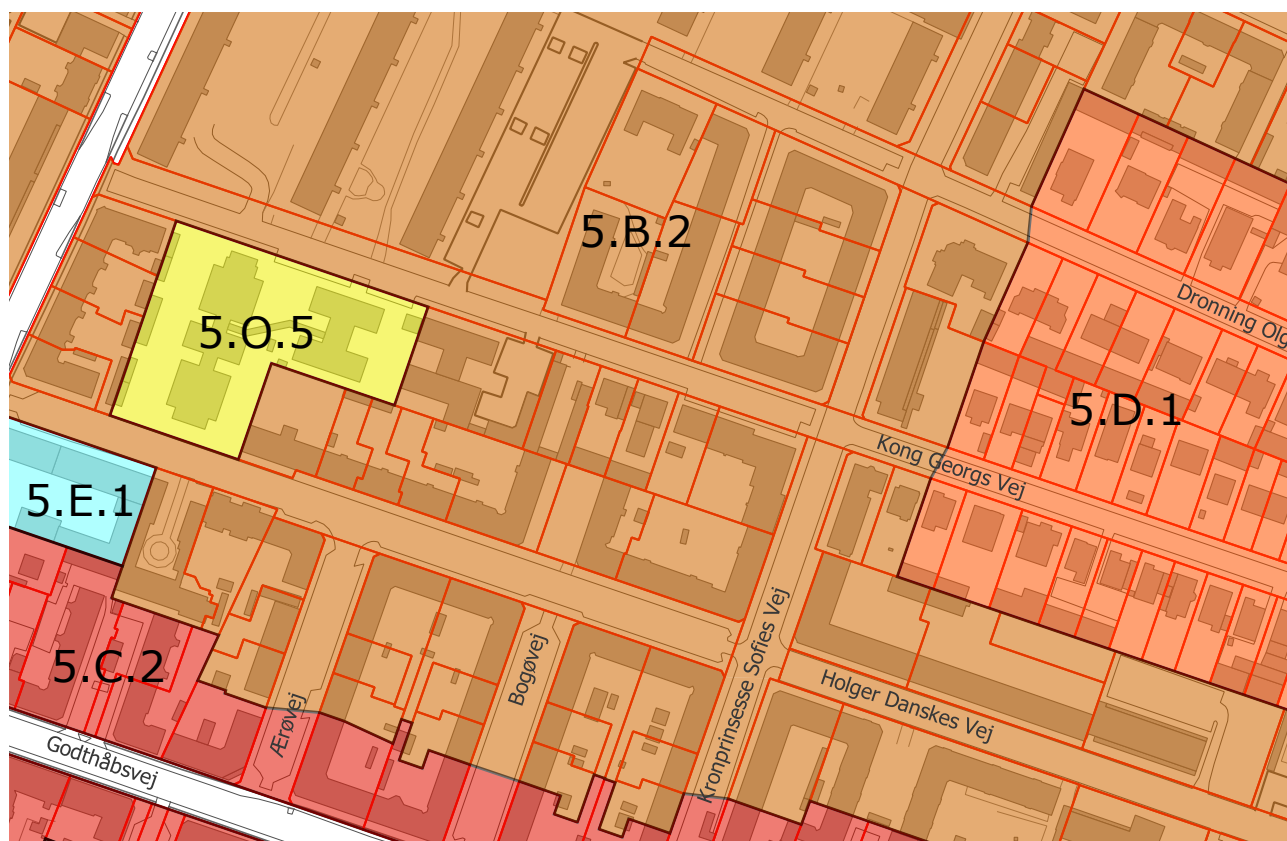 5.B.2
Dronning Olg
5.O.5
5.D.1
Kong Georgs Vej
5.E.1
Kronprinsesse Sofies Vej
Bogøvej
5.C.2
Holger Danskes Vej
Ærøvej
Godthåbsvej